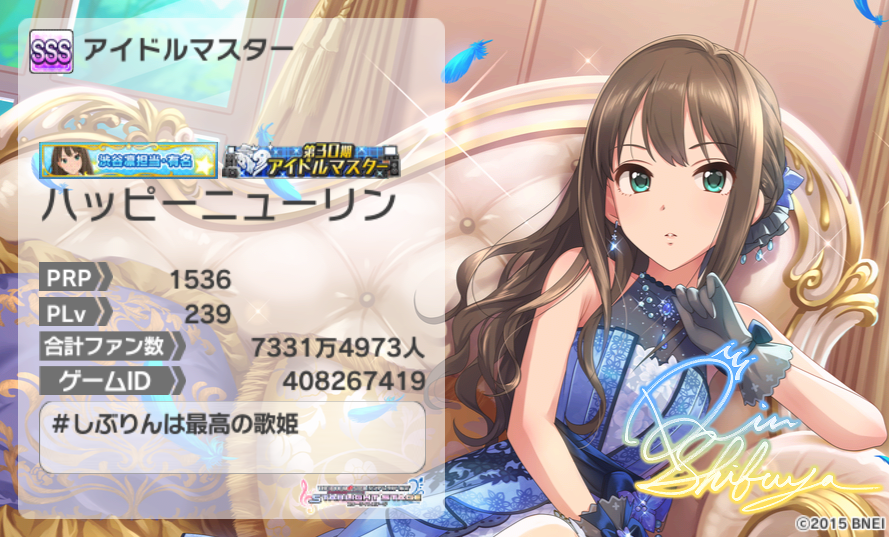 SSS アイドルマスター
渋谷凛担当・有名 第30期
アイドルマスター
ハッピーニューリン
PRP 1536
PLv 239
合計ファン数 7331万4973人
ゲームID 408267419
#しぶりんは最高の歌姫
STARLIGHT STAGE
Rin
Shibuya
©2015 BNEI